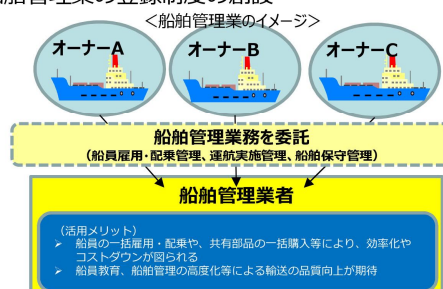 船舶管理業の登録制度の創設
＜船舶管理業のイメージ＞
オーナーA オーナーB オーナーC
船舶管理業務を委託
(船員雇用・配乗管理、運航実施管理、船舶保守管理)
船舶管理業者
（活用メリット）
➢ 船員の一括雇用・配乗や、共有部品の一括購入等により、効率化や
コストダウンが図られる
➢ 船員教育、船舶管理の高度化等による輸送の品質向上が期待